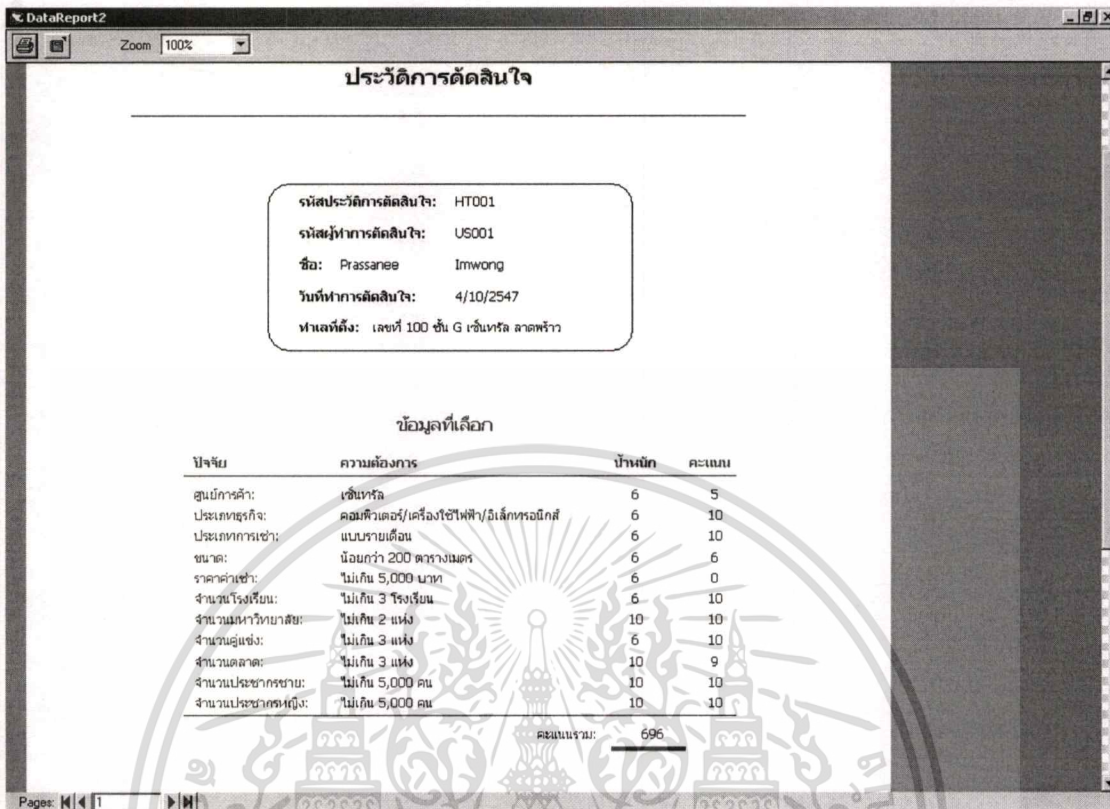 DataReport2
Zoom 100%
ประวัติการตัดสินใจ
รหัสประวัติการตัดสินใจ: HT001
รหัสผู้ทำการตัดสินใจ: US001
ชื่อ: Prassanee Imwong
วันที่ทำการตัดสินใจ: 4/10/2547
ทำเลที่ตั้ง: เลขที่ 100 ชั้น G เซ็นทรัล ลาดพร้าว
ข้อมูลที่เลือก
ปัจจัย ความต้องการ น้ำหนัก คะแนน
ศูนย์การค้า: เซ็นทรัล 6 5
ประเภทธุรกิจ: คอมพิวเตอร์/เครื่องใช้ไฟฟ้า/อิเล็กทรอนิกส์ 6 10
ประเภทการเช่า: แบบรายเดือน 6 10
ขนาด: น้อยกว่า 200 ตารางเมตร 6 6
ราคาค่าเช่า: ไม่เกิน 5,000 บาท 6 0
จำนวนโรงเรียน: ไม่เกิน 3 โรงเรียน 6 10
จำนวนมหาวิทยาลัย: ไม่เกิน 2 แห่ง 10 10
จำนวนคู่แข่ง: ไม่เกิน 3 แห่ง 6 10
จำนวนตลาด: ไม่เกิน 3 แห่ง 10 9
จำนวนประชากรชาย: ไม่เกิน 5,000 คน 10 10
จำนวนประชากรหญิง: ไม่เกิน 5,000 คน 10 10
คะแนนรวม: 696
Pages: 1